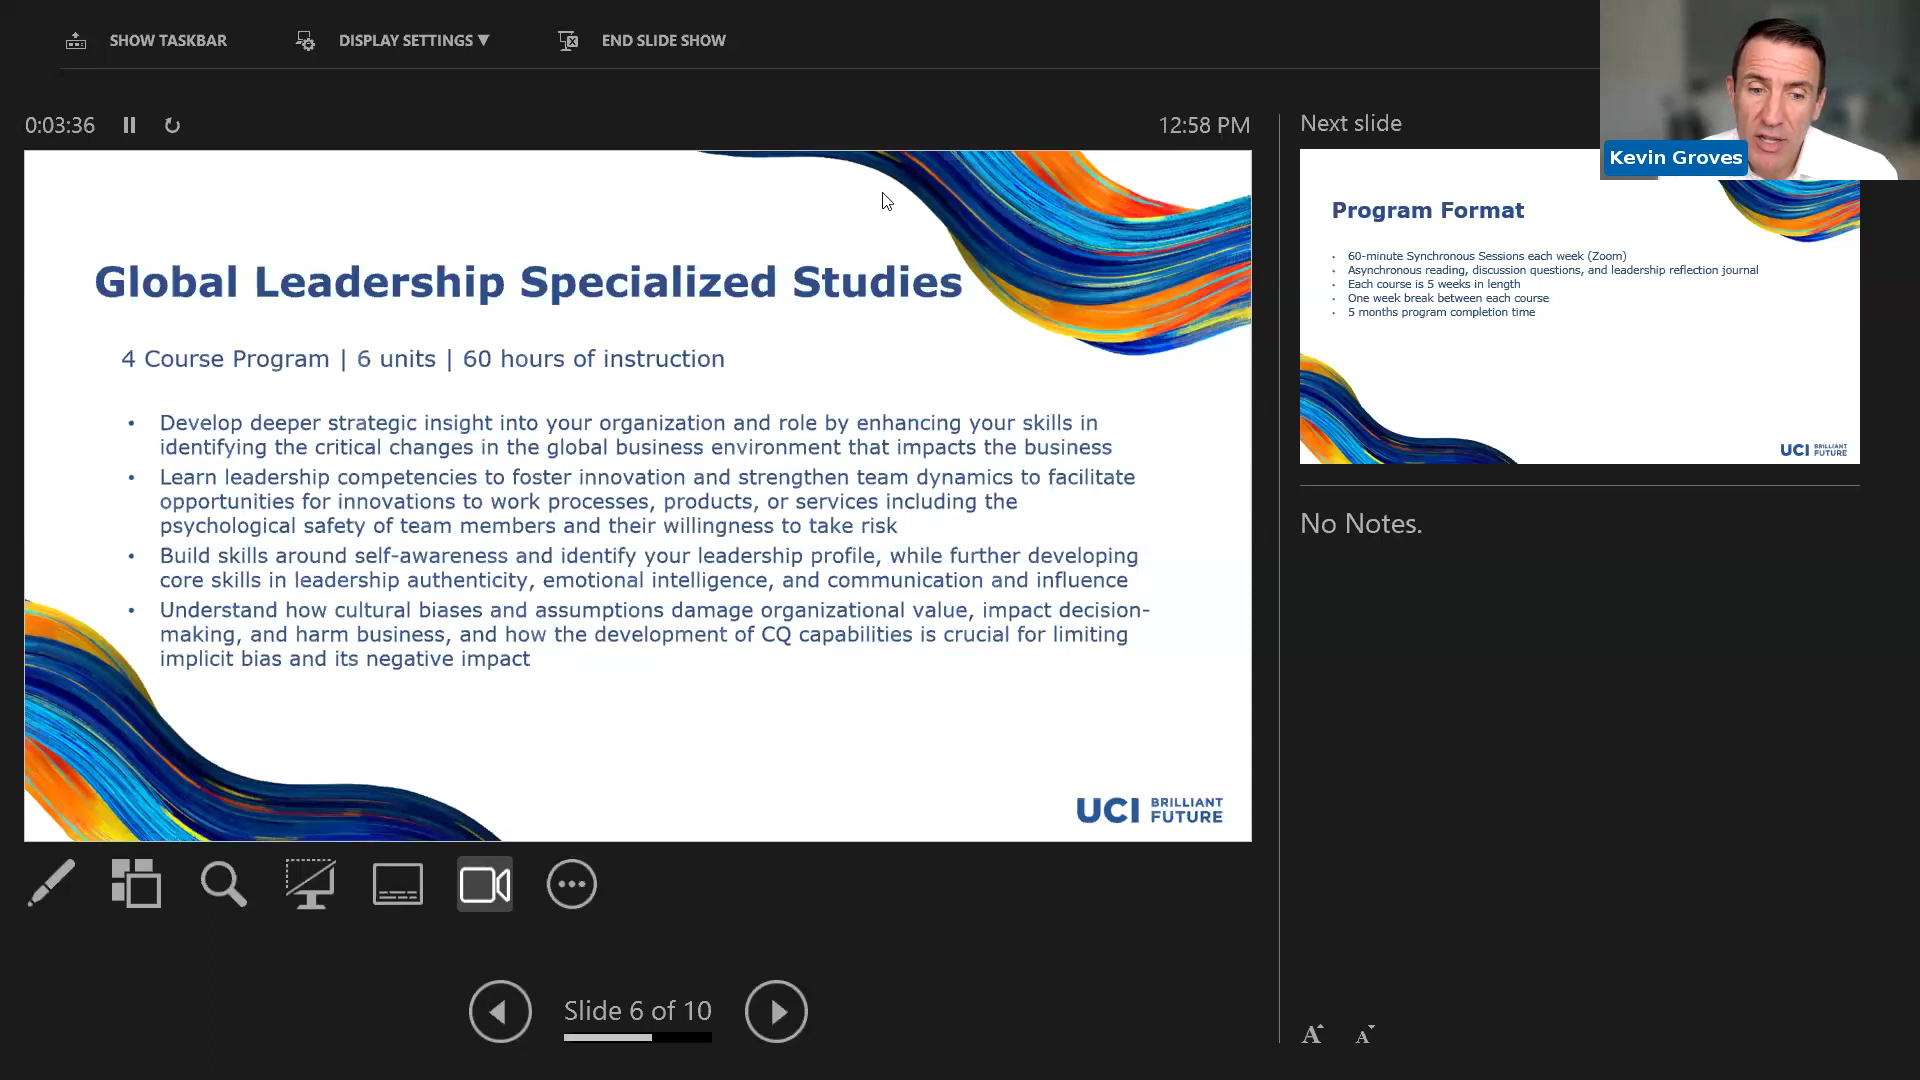 SHOW TASKBAR
DISPLAY SETTINGS ▼
END SLIDE SHOW
0:03:36
12:58 PM
Global Leadership Specialized Studies
4 Course Program | 6 units | 60 hours of instruction
• Develop deeper strategic insight into your organization and role by enhancing your skills in
identifying the critical changes in the global business environment that impacts the business
• Learn leadership competencies to foster innovation and strengthen team dynamics to facilitate
opportunities for innovations to work processes, products, or services including the
psychological safety of team members and their willingness to take risk
• Build skills around self-awareness and identify your leadership profile, while further developing
core skills in leadership authenticity, emotional intelligence, and communication and influence
• Understand how cultural biases and assumptions damage organizational value, impact decision-
making, and harm business, and how the development of CQ capabilities is crucial for limiting
implicit bias and its negative impact
UCI BRILLIANT
FUTURE
Slide 6 of 10
Next slide
Kevin Groves
Program Format
• 60-minute Synchronous Sessions each week (Zoom)
• Asynchronous reading, discussion questions, and leadership reflection journal
• Each course is 5 weeks in length
• One week break between each course
• 5 months program completion time
UCI BRILLIANT
FUTURE
No Notes.
A A